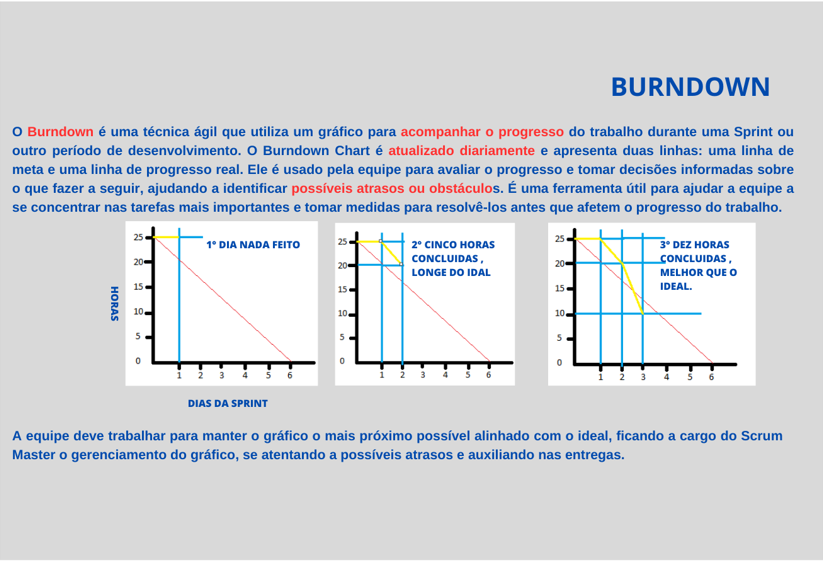 BURNDOWN
O Burndown é uma técnica ágil que utiliza um gráfico para acompanhar o progresso do trabalho durante uma Sprint ou
outro período de desenvolvimento. O Burndown Chart é atualizado diariamente e apresenta duas linhas: uma linha de
meta e uma linha de progresso real. Ele é usado pela equipe para avaliar o progresso e tomar decisões informadas sobre
o que fazer a seguir, ajudando a identificar possíveis atrasos ou obstáculos. É uma ferramenta útil para ajudar a equipe a
se concentrar nas tarefas mais importantes e tomar medidas para resolvê-los antes que afetem o progresso do trabalho.
HORAS
25
20
15
10
5
0
1 2 3 4 5 6
1º DIA NADA FEITO
25
20
15
10
5
0
1 2 3 4 5 6
2º CINCO HORAS
CONCLUIDAS ,
LONGE DO IDAL
25
20
15
10
5
0
1 2 3 4 5 6
3º DEZ HORAS
CONCLUIDAS ,
MELHOR QUE O
IDEAL.
DIAS DA SPRINT
A equipe deve trabalhar para manter o gráfico o mais próximo possível alinhado com o ideal, ficando a cargo do Scrum
Master o gerenciamento do gráfico, se atentando a possíveis atrasos e auxiliando nas entregas.